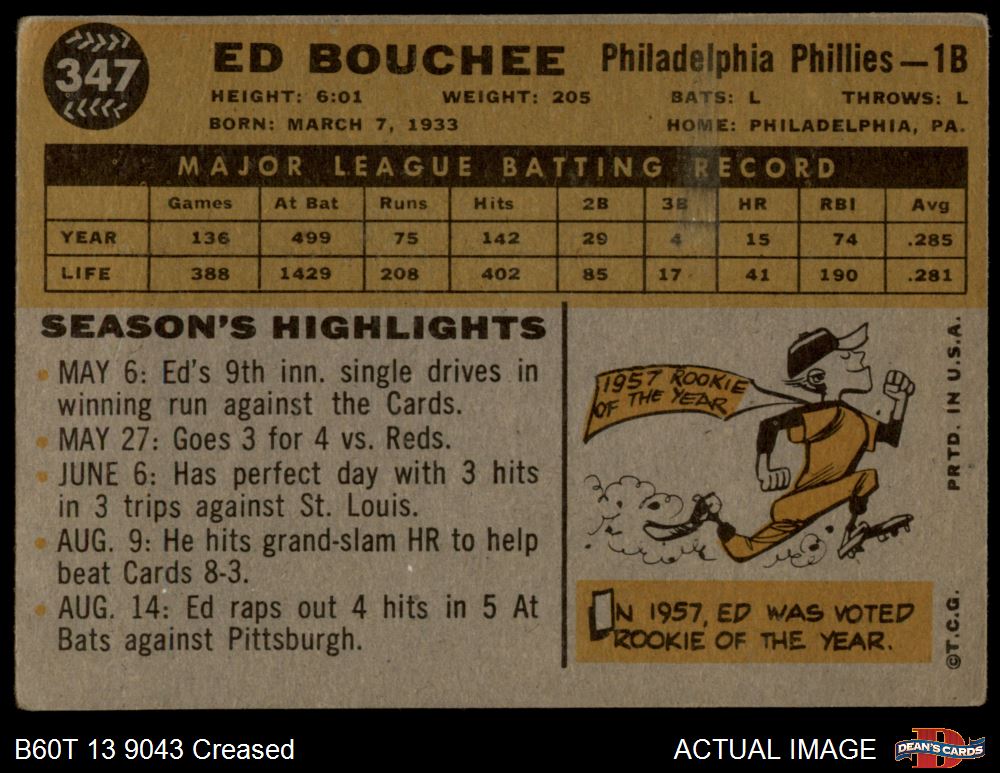 347
ED BOUCHEE Philadelphia Phillies—1B
HEIGHT: 6:01 WEIGHT: 205 BATS: L THROWS: L
BORN: MARCH 7, 1933 HOME: PHILADELPHIA, PA.
MAJOR LEAGUE BATTING RECORD
Games At Bat Runs Hits 2B 3B HR RBI Avg
YEAR 136 499 75 142 29 4 15 74 .285
LIFE 388 1429 208 402 85 17 41 190 .281
SEASON'S HIGHLIGHTS
• MAY 6: Ed's 9th inn. single drives in
winning run against the Cards.
• MAY 27: Goes 3 for 4 vs. Reds.
• JUNE 6: Has perfect day with 3 hits
in 3 trips against St. Louis.
• AUG. 9: He hits grand-slam HR to help
beat Cards 8-3.
• AUG. 14: Ed raps out 4 hits in 5 At
Bats against Pittsburgh.
1957 ROOKIE
OF THE YEAR
IN 1957, ED WAS VOTED
ROOKIE OF THE YEAR.
PRTD. IN U.S.A.
©T.C.G.
B60T 13 9043 Creased
ACTUAL IMAGE
DEAN'S CARDS